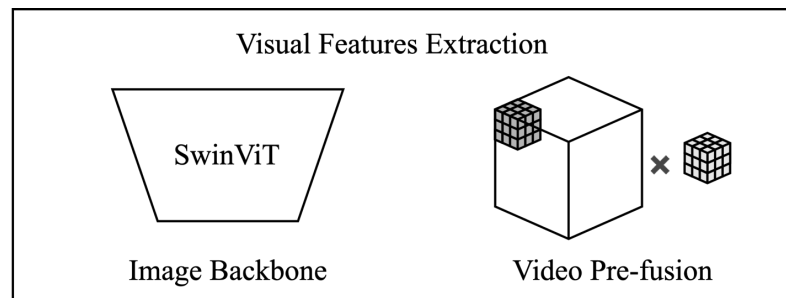 Visual Features Extraction
SwinViT
Image Backbone
Video Pre-fusion